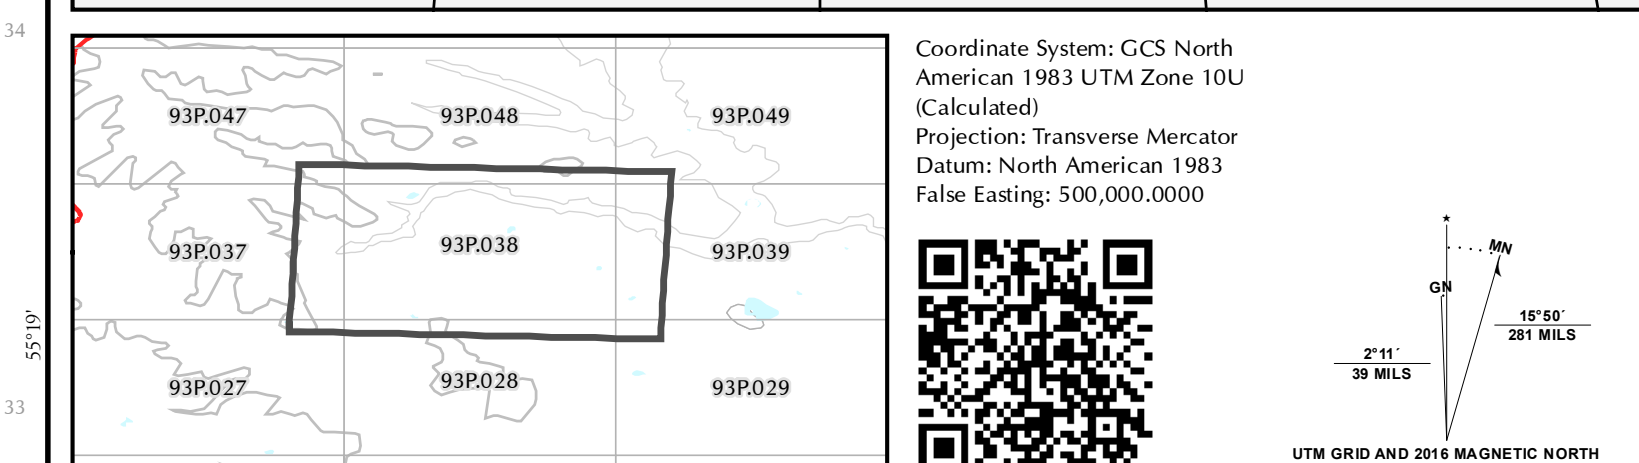 34
93P.047
93P.048
93P.049
93P.037
93P.038
93P.039
93P.027
93P.028
93P.029
55°19'
33
Coordinate System: GCS North
American 1983 UTM Zone 10U
(Calculated)
Projection: Transverse Mercator
Datum: North American 1983
False Easting: 500,000.0000
MN
GN
15°50´
281 MILS
2°11´
39 MILS
UTM GRID AND 2016 MAGNETIC NORTH